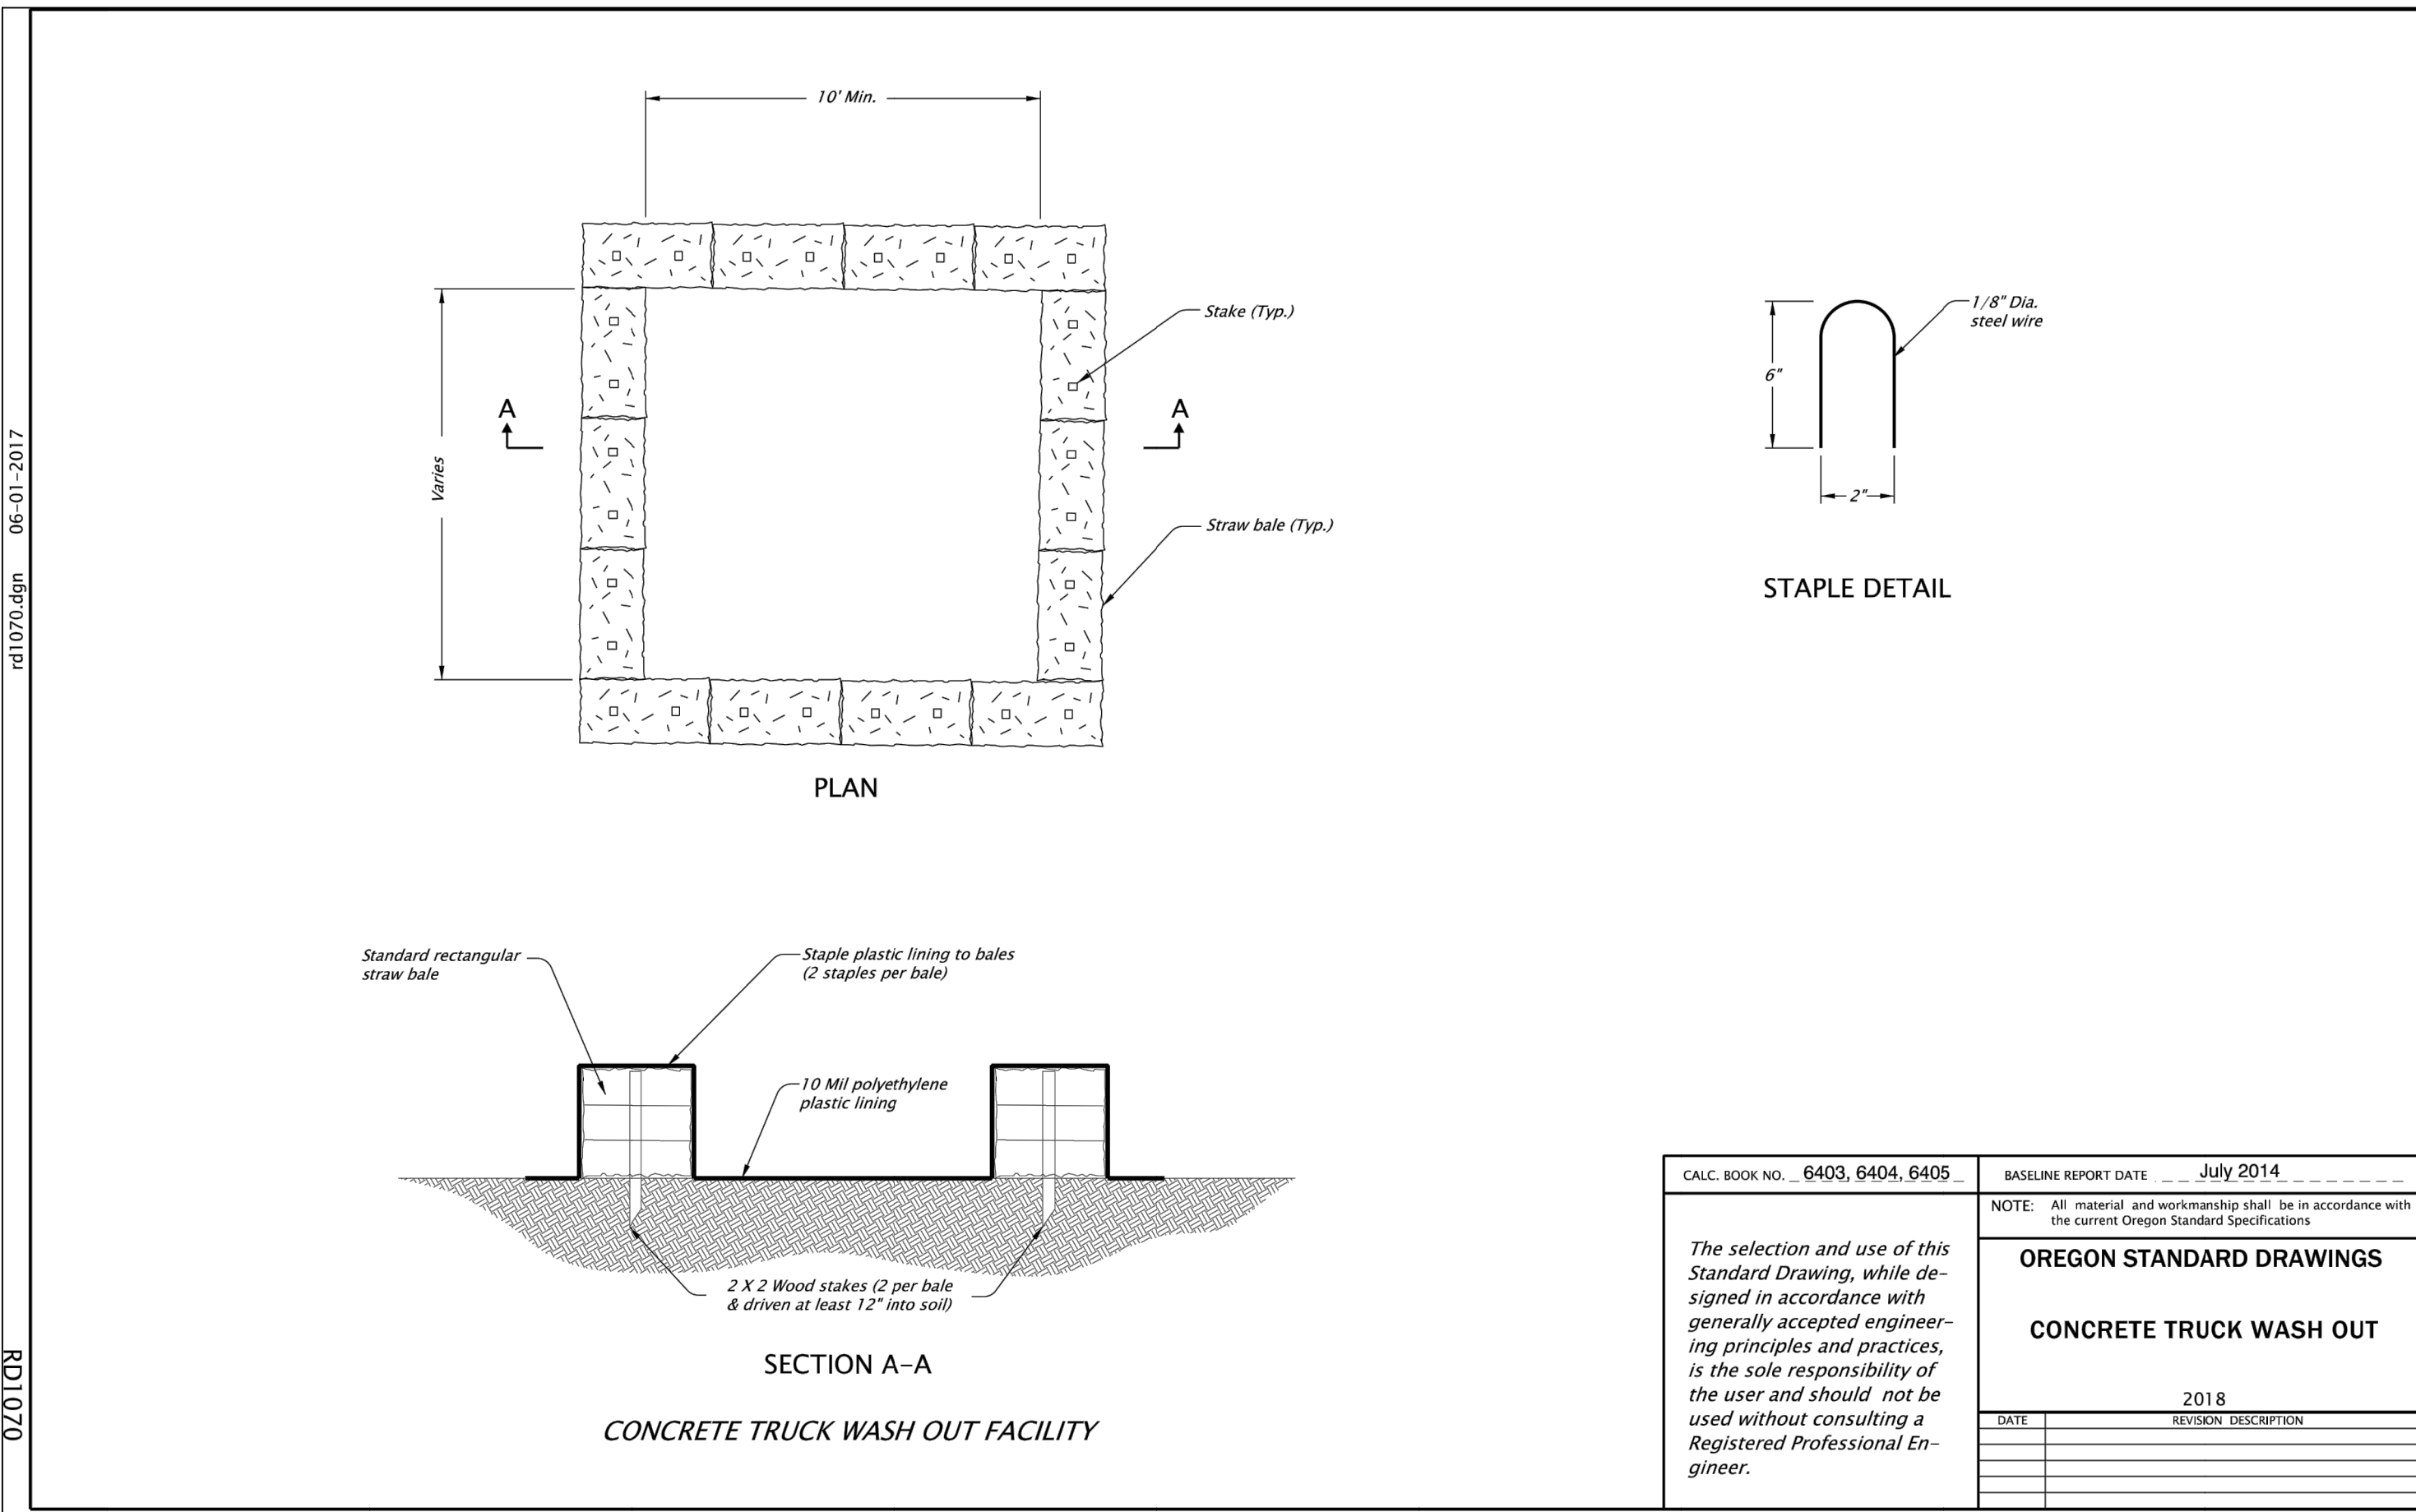 10' Min.
Stake (Typ.)
A
A
Varies
Straw bale (Typ.)
PLAN
1/8" Dia.
steel wire
6"
2"
STAPLE DETAIL
Standard rectangular
straw bale
Staple plastic lining to bales
(2 staples per bale)
10 Mil polyethylene
plastic lining
2 X 2 Wood stakes (2 per bale
& driven at least 12" into soil)
SECTION A-A
CONCRETE TRUCK WASH OUT FACILITY
rd1070.dgn 06-01-2017
RD1070
CALC. BOOK NO. 6403, 6404, 6405
BASELINE REPORT DATE July 2014
NOTE: All material and workmanship shall be in accordance with
the current Oregon Standard Specifications
The selection and use of this
Standard Drawing, while de-
signed in accordance with
generally accepted engineer-
ing principles and practices,
is the sole responsibility of
the user and should not be
used without consulting a
Registered Professional En-
gineer.
OREGON STANDARD DRAWINGS
CONCRETE TRUCK WASH OUT
2018
DATE REVISION DESCRIPTION